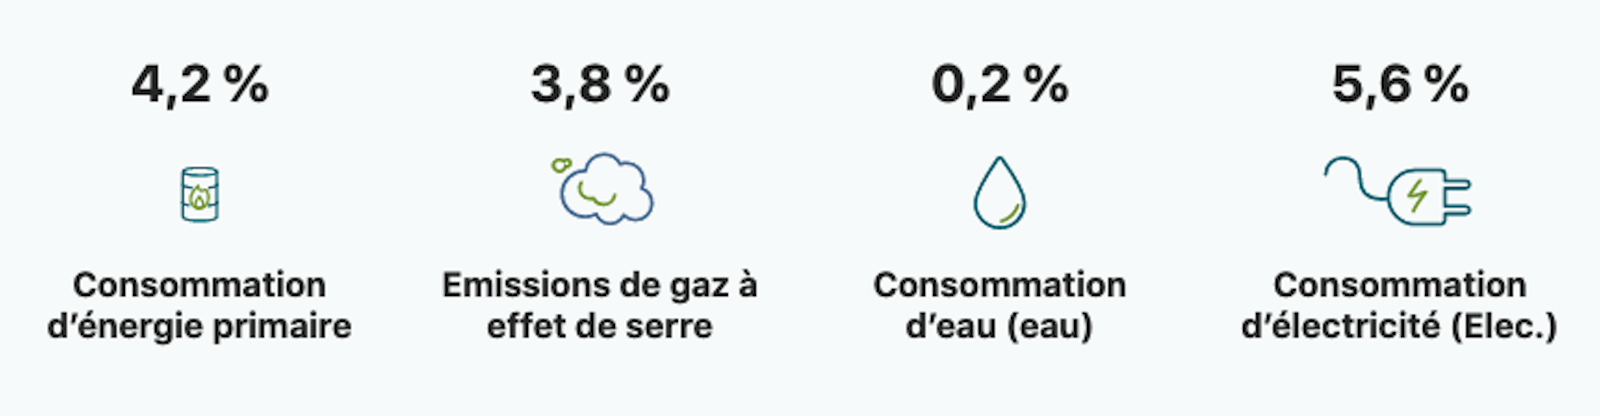 4,2 %
3,8 %
0,2 %
5,6 %
Consommation
d’énergie primaire
Emissions de gaz à
effet de serre
Consommation
d’eau (eau)
Consommation
d’électricité (Elec.)